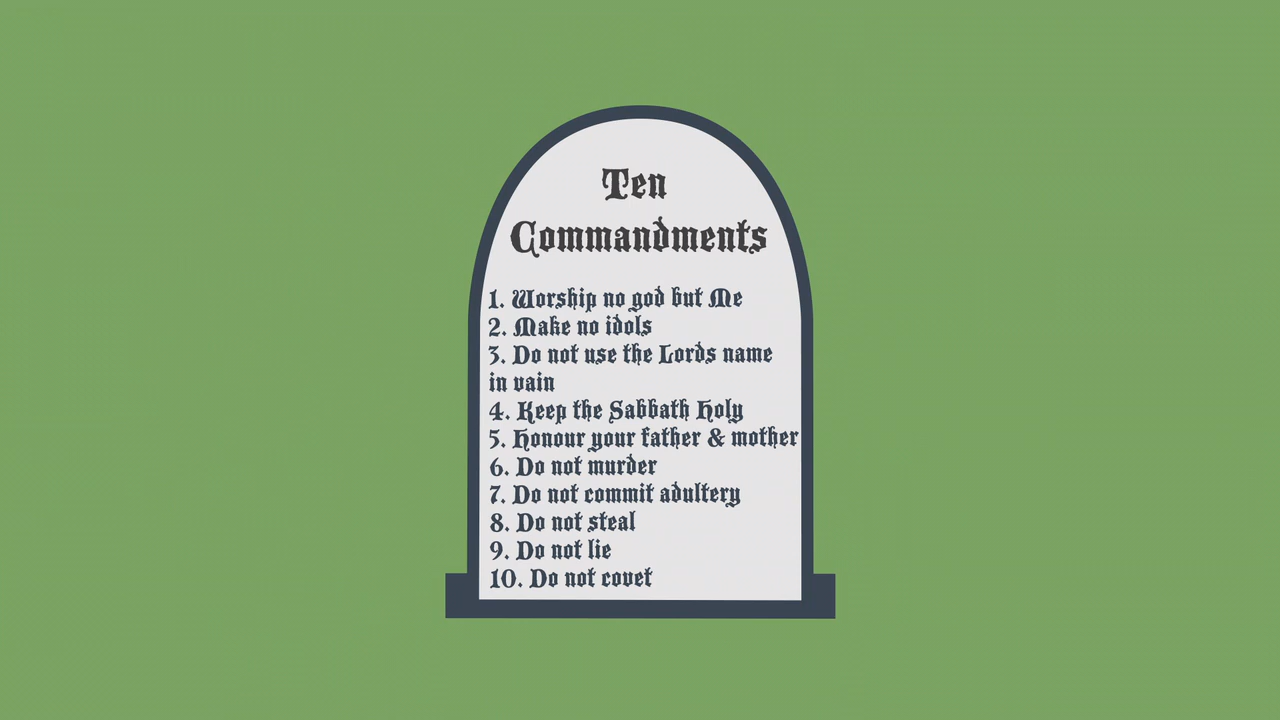 Ten
Commandments
1. Worship no god but Me
2. Make no idols
3. Do not use the Lords name
in vain
4. Keep the Sabbath Holy
5. Honour your father & mother
6. Do not murder
7. Do not commit adultery
8. Do not steal
9. Do not lie
10. Do not covet